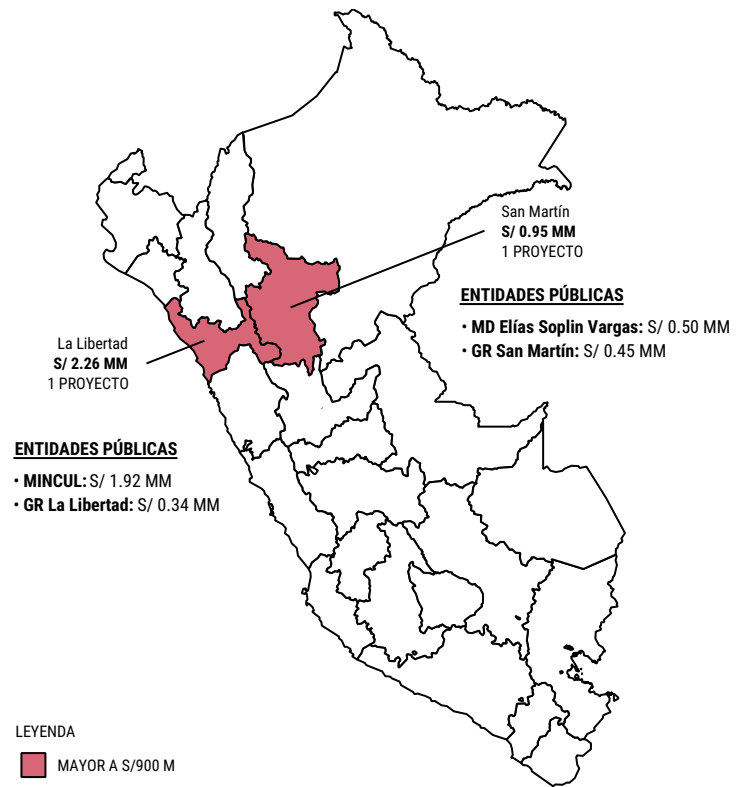 San Martín
S/ 0.95 MM
1 PROYECTO
ENTIDADES PÚBLICAS
• MD Elías Soplin Vargas: S/ 0.50 MM
• GR San Martín: S/ 0.45 MM
La Libertad
S/ 2.26 MM
1 PROYECTO
ENTIDADES PÚBLICAS
• MINCUL: S/ 1.92 MM
• GR La Libertad: S/ 0.34 MM
LEYENDA
MAYOR A S/900 M